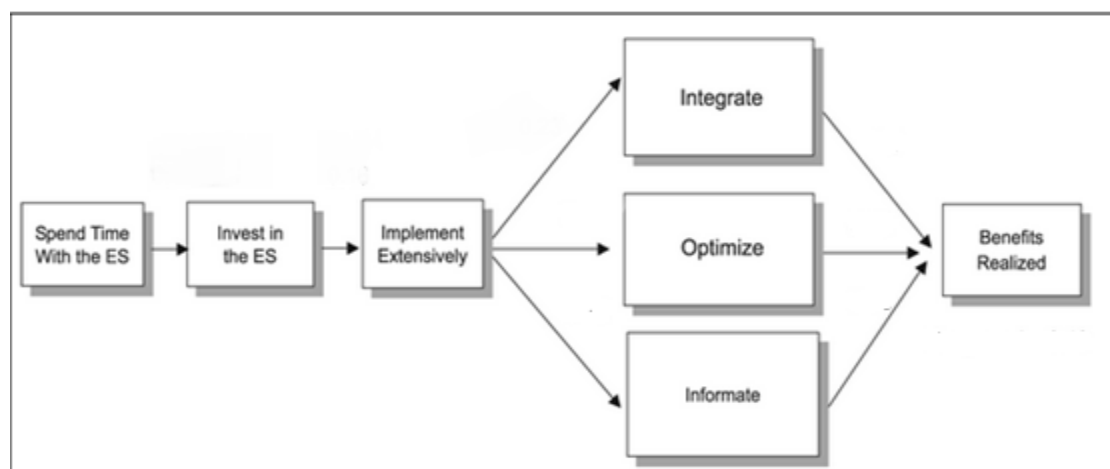 Spend Time
With the ES
Invest in
the ES
Implement
Extensively
Integrate
Optimize
Informate
Benefits
Realized